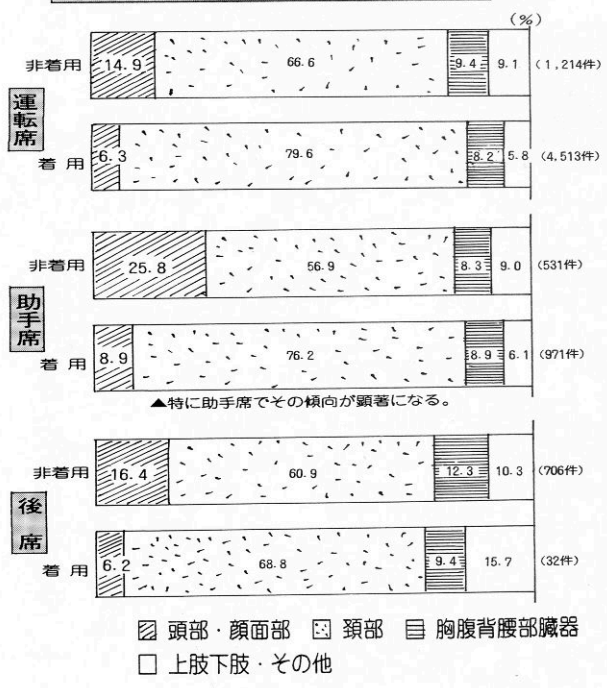 (%)
非着用 14.9 66.6 9.4 9.1 (1,214件)
運転席
着 用 6.3 79.6 8.2 5.8 (4,513件)
非着用 25.8 56.9 8.3 9.0 (531件)
助手席
着 用 8.9 76.2 8.9 6.1 (971件)
▲特に助手席でその傾向が顕著になる。
非着用 16.4 60.9 12.3 10.3 (706件)
後 席
着 用 6.2 68.8 9.4 15.7 (32件)
頭部・顔面部 頚部 胸腹背腰部臓器
上肢下肢・その他